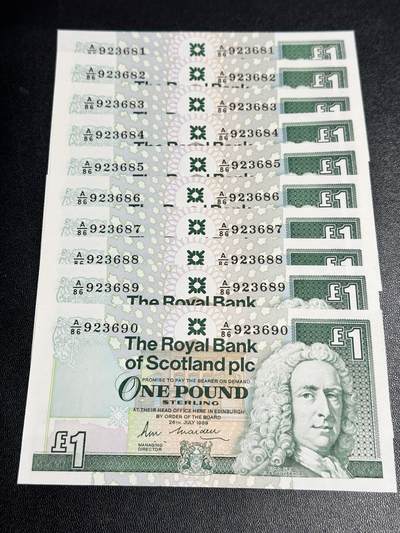 A/86 923681 A/86 923681 £1
A/86 923682 A/86 923682 £1
A/86 923683 A/86 923683 £1
A/86 923684 A/86 923684 £1
A/86 923685 A/86 923685 £1
A/86 923686 A/86 923686 £1
A/86 923687 A/86 923687 £1
A/86 923688 A/86 923688 £1
A/86 923689 A/86 923689 £1
The Royal Bank
A/86 923690 A/86 923690 £1
The Royal Bank
of Scotland plc
PROMISE TO PAY THE BEARER ON DEMAND
ONE POUND
STERLING
AT THEIR HEAD OFFICE HERE IN EDINBURGH
BY ORDER OF THE BOARD
MANAGING
DIRECTOR
£1